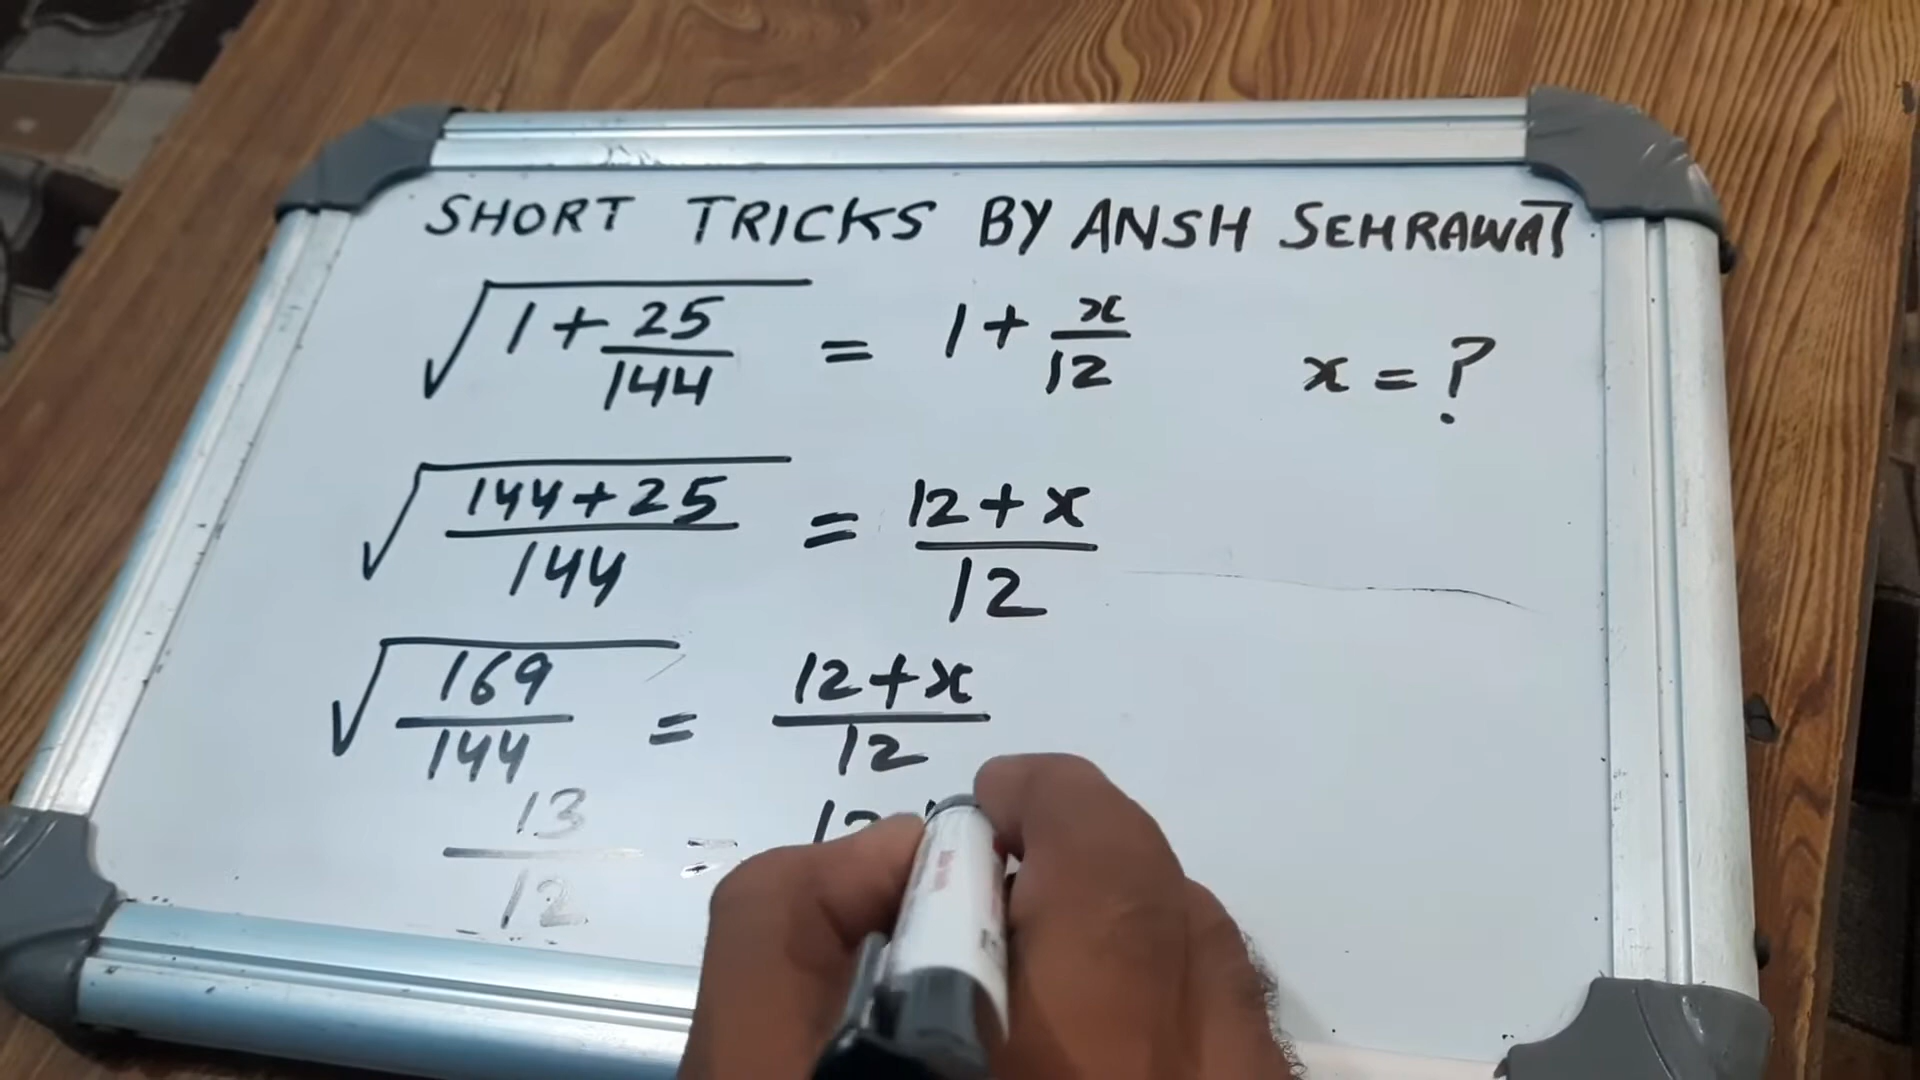 SHORT TRICKS BY ANSH SEHRAWAT
√(1 + 25/144) = 1 + x/12 x = ?
√((144 + 25)/144) = (12 + x)/12
√(169/144) = (12 + x)/12
13/12 = 12